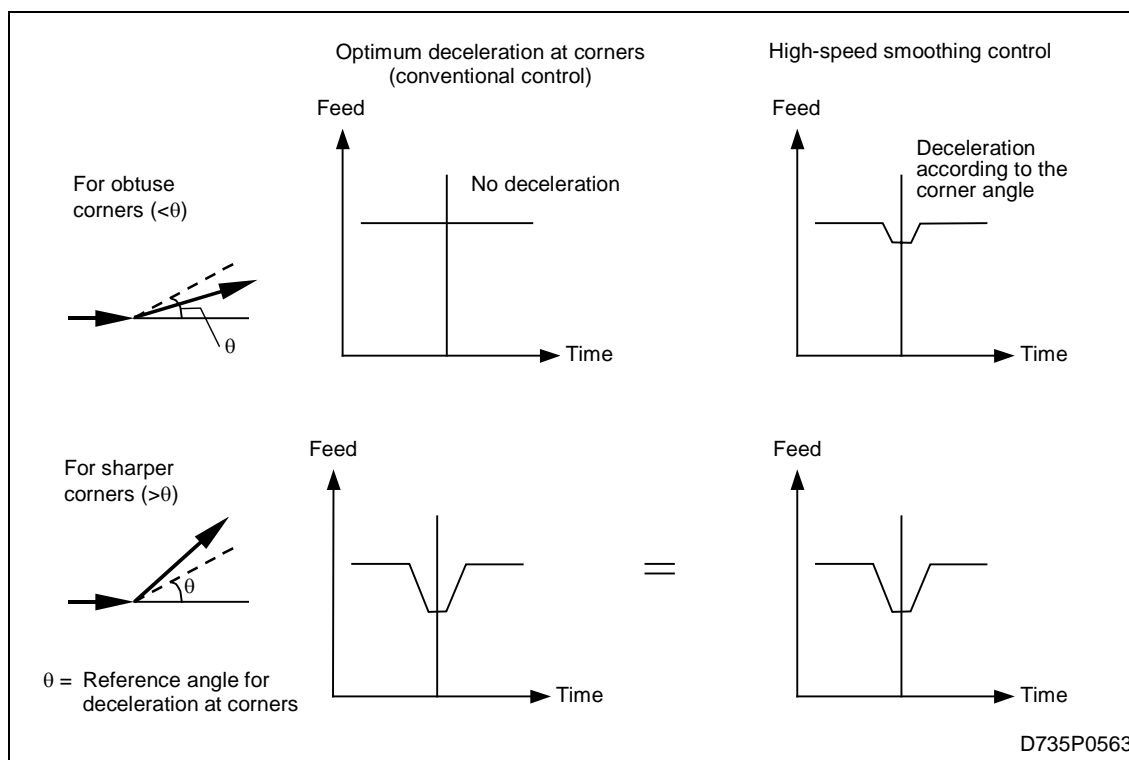 Optimum deceleration at corners
(conventional control)
High-speed smoothing control
For obtuse
corners (<θ)
θ
Feed
No deceleration
Time
Feed
Deceleration
according to the
corner angle
Time
For sharper
corners (>θ)
θ
θ = Reference angle for
deceleration at corners
Feed
Time
=
Feed
Time
D735P0563